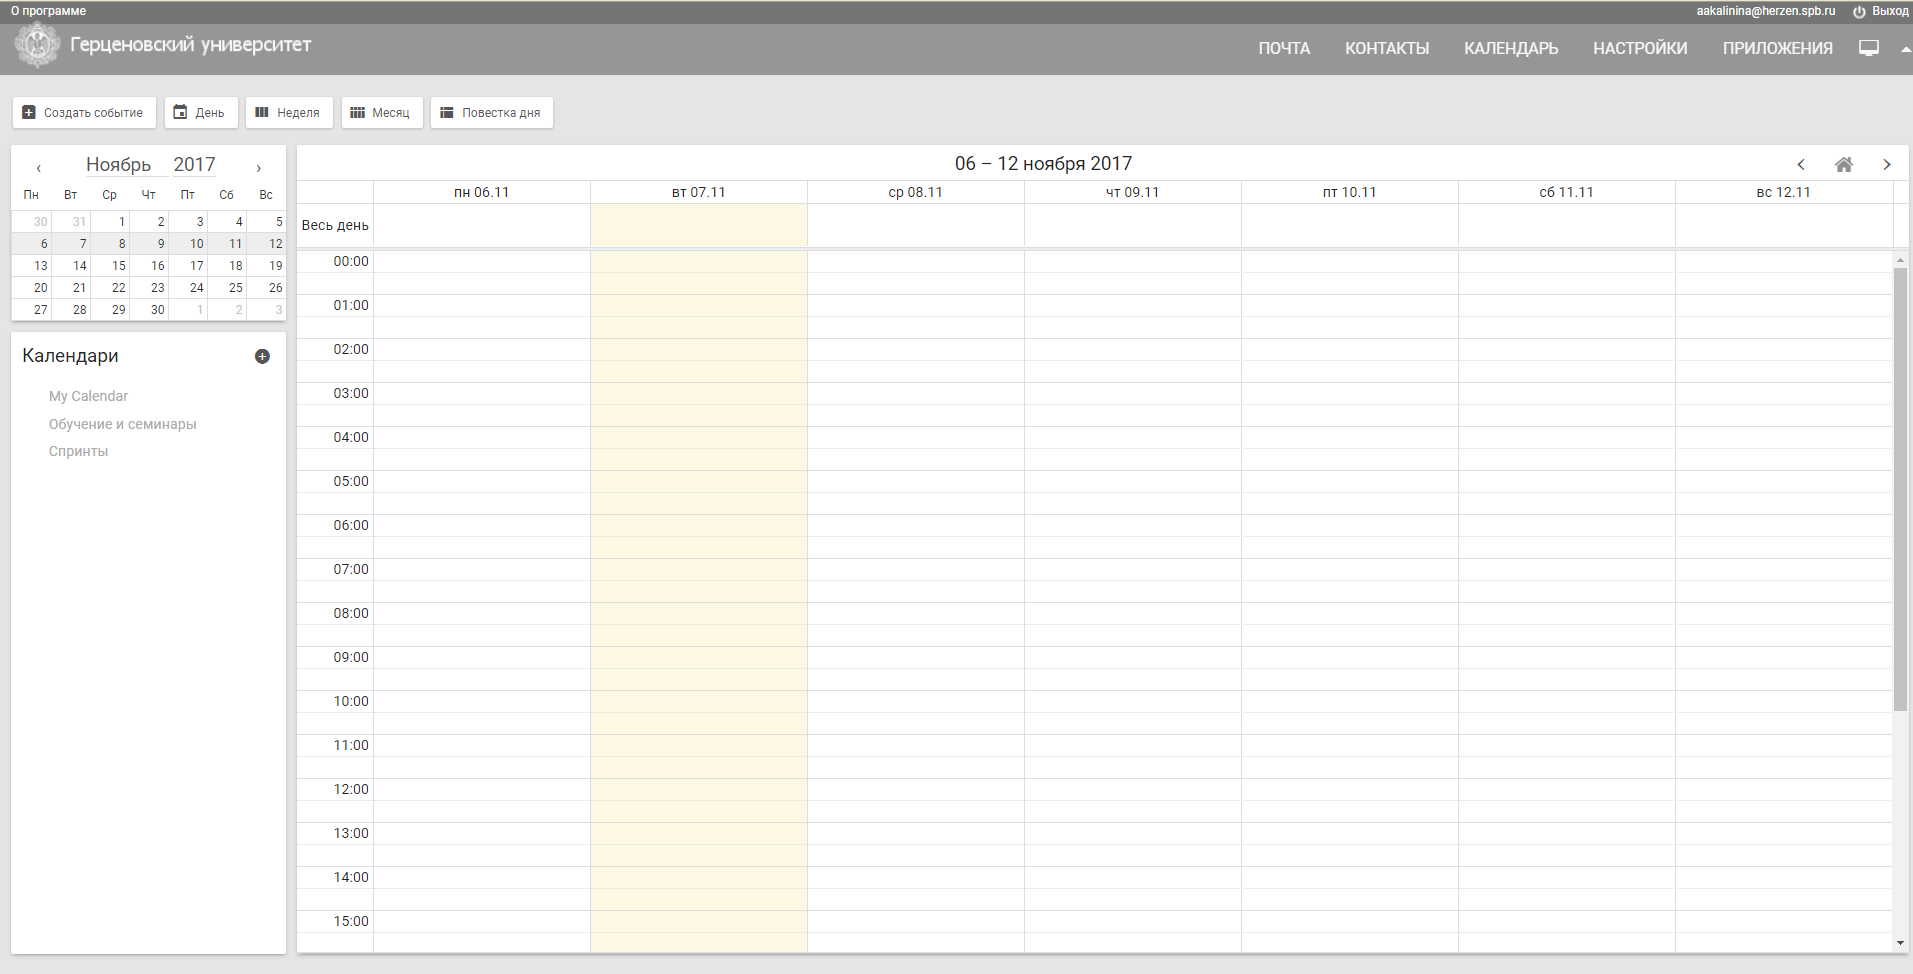 О программе
aakalinina@herzen.spb.ru Выход
Герценовский университет
ПОЧТА КОНТАКТЫ КАЛЕНДАРЬ НАСТРОЙКИ ПРИЛОЖЕНИЯ
Создать событие День Неделя Месяц Повестка дня
Ноябрь 2017
Пн Вт Ср Чт Пт Сб Вс
30 31 1 2 3 4 5
6 7 8 9 10 11 12
13 14 15 16 17 18 19
20 21 22 23 24 25 26
27 28 29 30 1 2 3
Календари
My Calendar
Обучение и семинары
Спринты
06 – 12 ноября 2017
пн 06.11 вт 07.11 ср 08.11 чт 09.11 пт 10.11 сб 11.11 вс 12.11
Весь день
00:00
01:00
02:00
03:00
04:00
05:00
06:00
07:00
08:00
09:00
10:00
11:00
12:00
13:00
14:00
15:00